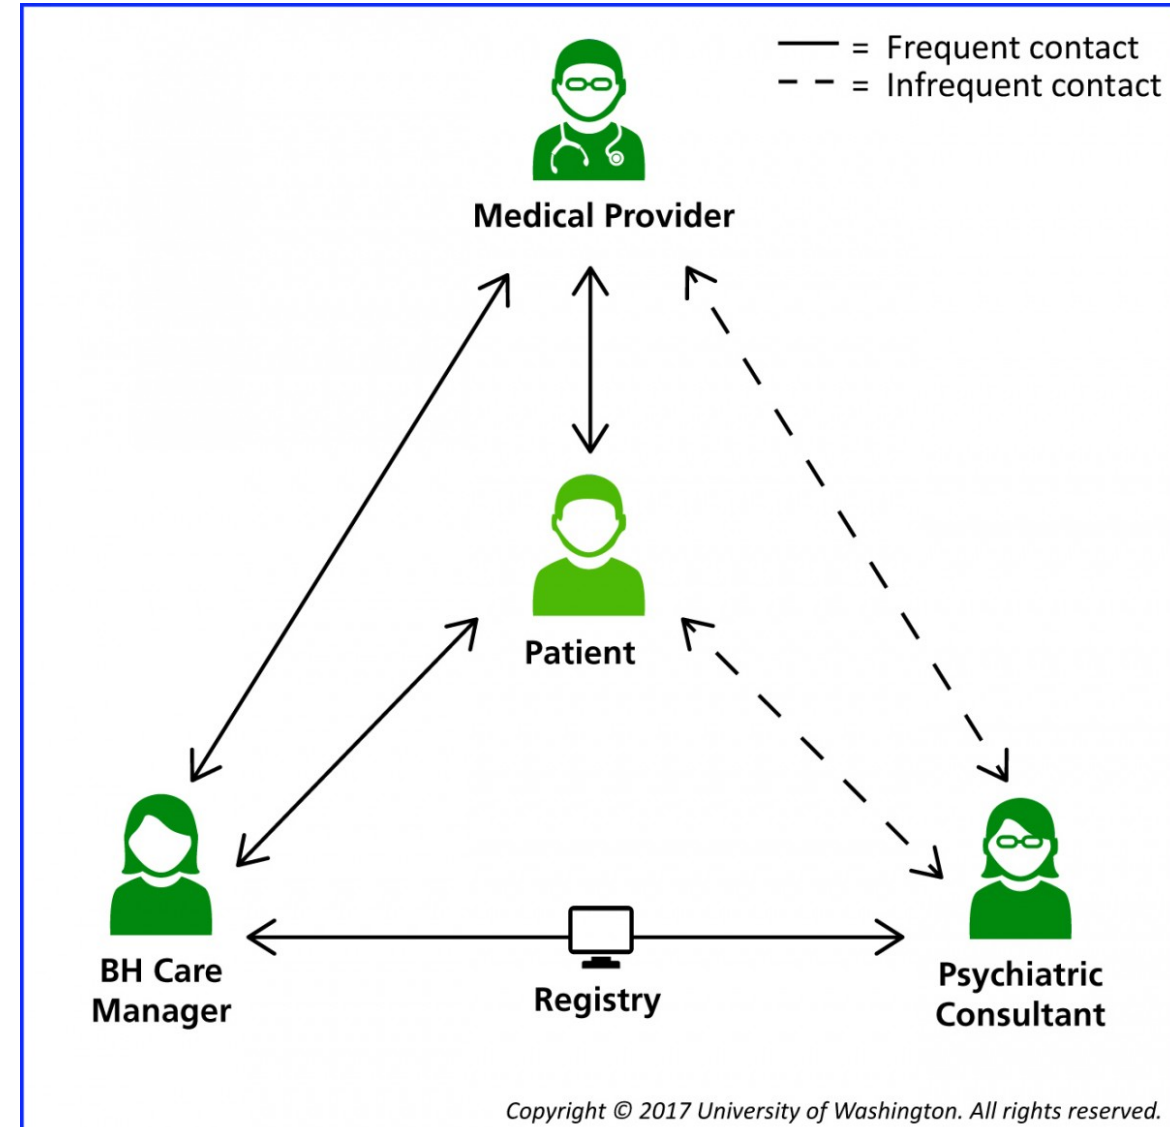 = Frequent contact
= Infrequent contact
Medical Provider
Patient
BH Care
Manager
Registry
Psychiatric
Consultant
Copyright © 2017 University of Washington. All rights reserved.